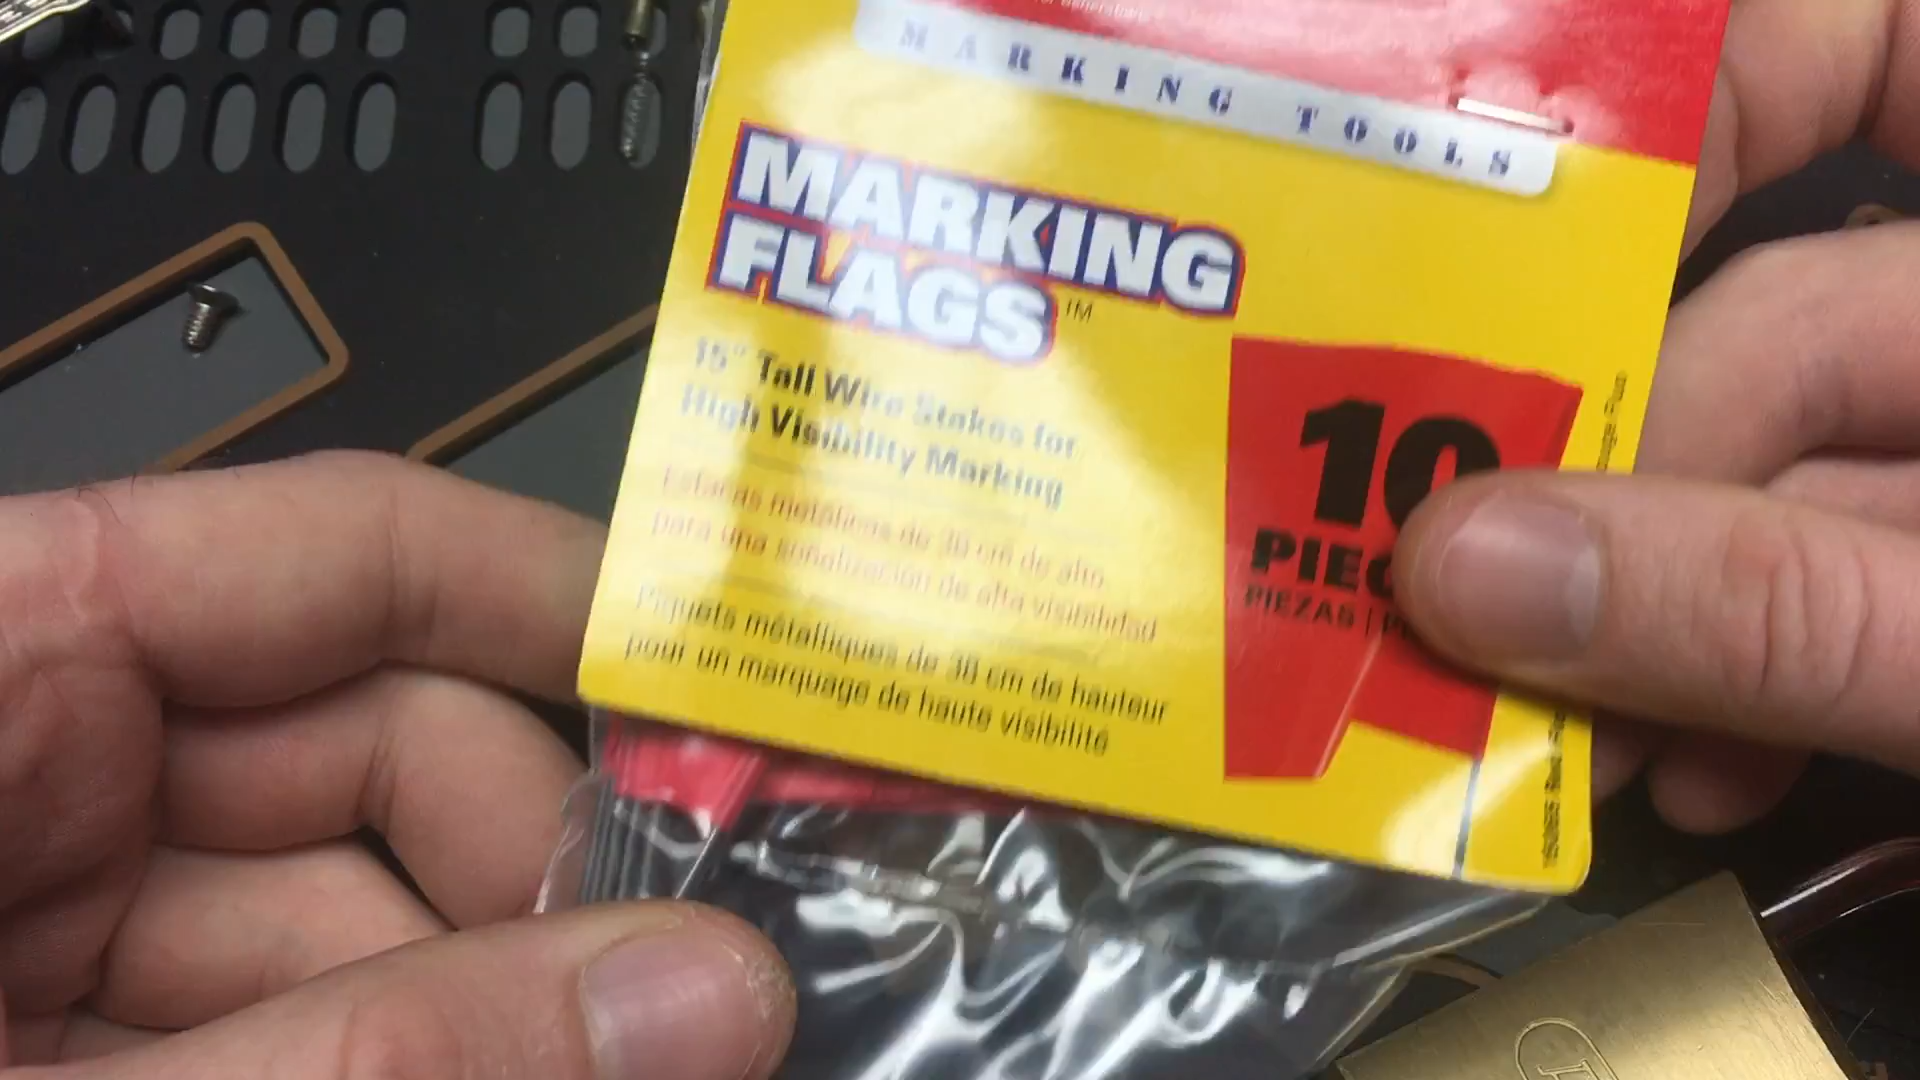 MARKING TOOLS
MARKING
FLAGS™
15" Tall Wire Stakes for
High Visibility Marking
Estacas metálicas de 38 cm de alto
para una señalización de alta visibilidad
Piquets métalliques de 38 cm de hauteur
pour un marquage de haute visibilité
10
PIEC
PIEZAS |